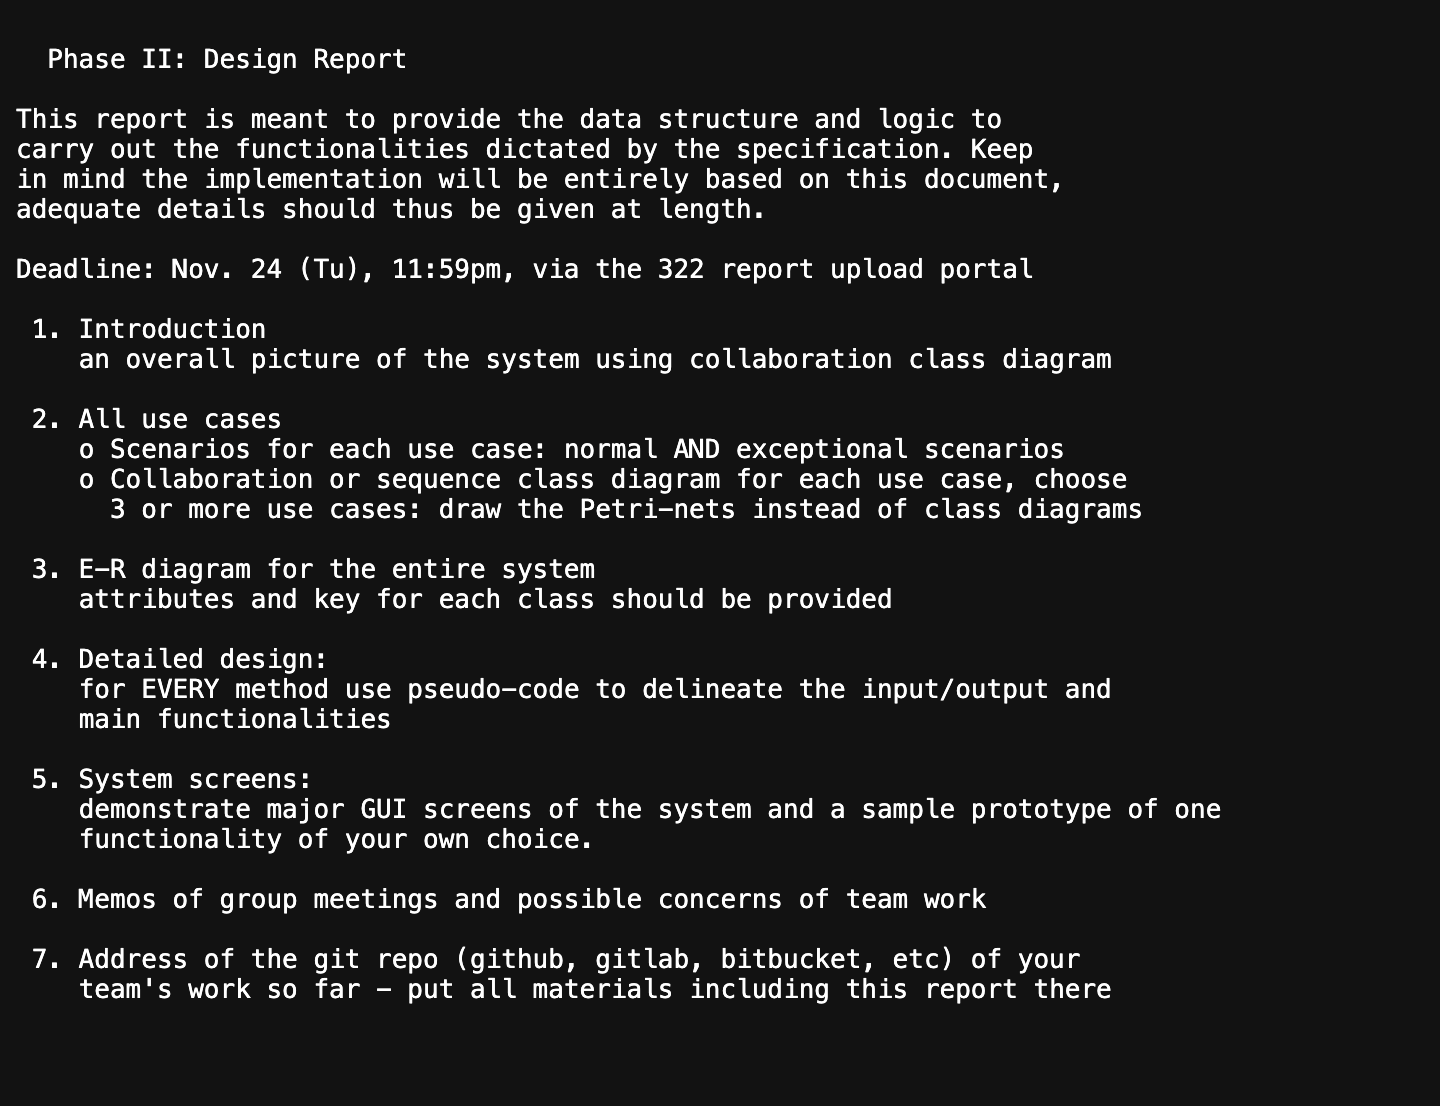 Phase II: Design Report
This report is meant to provide the data structure and logic to
carry out the functionalities dictated by the specification. Keep
in mind the implementation will be entirely based on this document,
adequate details should thus be given at length.
Deadline: Nov. 24 (Tu), 11:59pm, via the 322 report upload portal
1. Introduction
an overall picture of the system using collaboration class diagram
2. All use cases
o Scenarios for each use case: normal AND exceptional scenarios
o Collaboration or sequence class diagram for each use case, choose
3 or more use cases: draw the Petri-nets instead of class diagrams
3. E-R diagram for the entire system
attributes and key for each class should be provided
4. Detailed design:
for EVERY method use pseudo-code to delineate the input/output and
main functionalities
5. System screens:
demonstrate major GUI screens of the system and a sample prototype of one
functionality of your own choice.
6. Memos of group meetings and possible concerns of team work
7. Address of the git repo (github, gitlab, bitbucket, etc) of your
team's work so far - put all materials including this report there